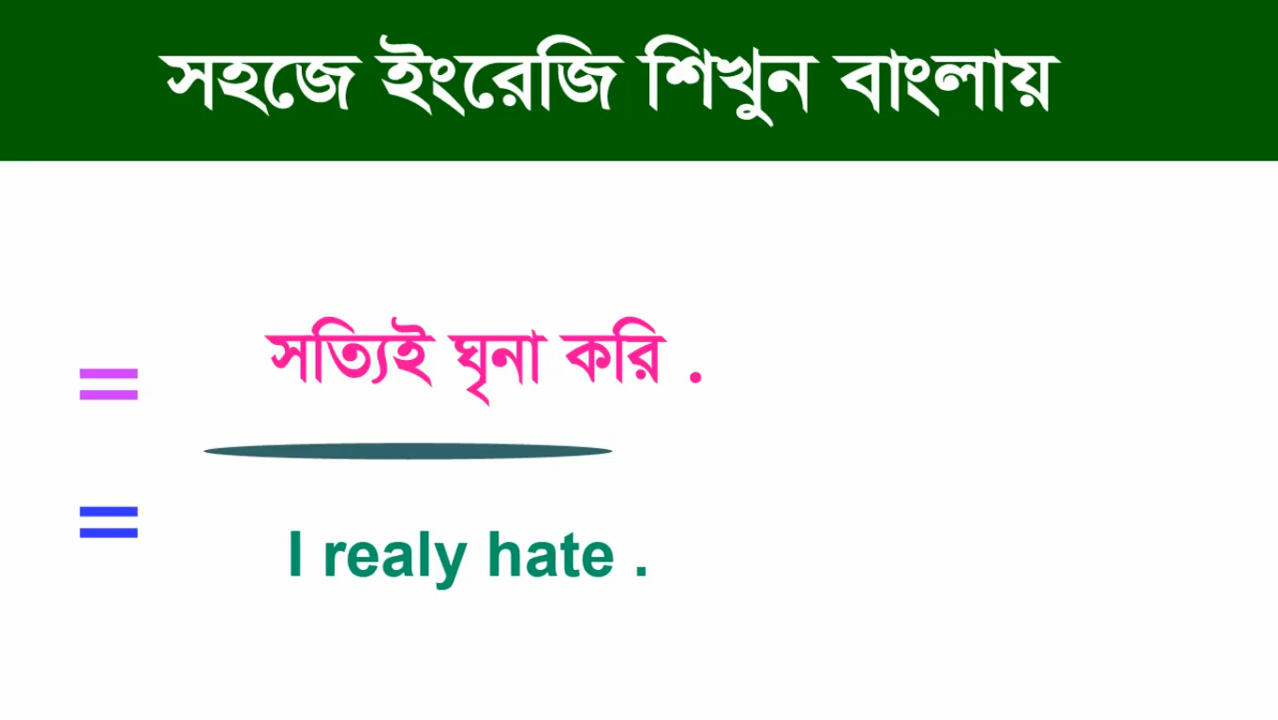 সহজে ইংরেজি শিখুন বাংলায়
= সত্যিই ঘৃনা করি .
= I realy hate .